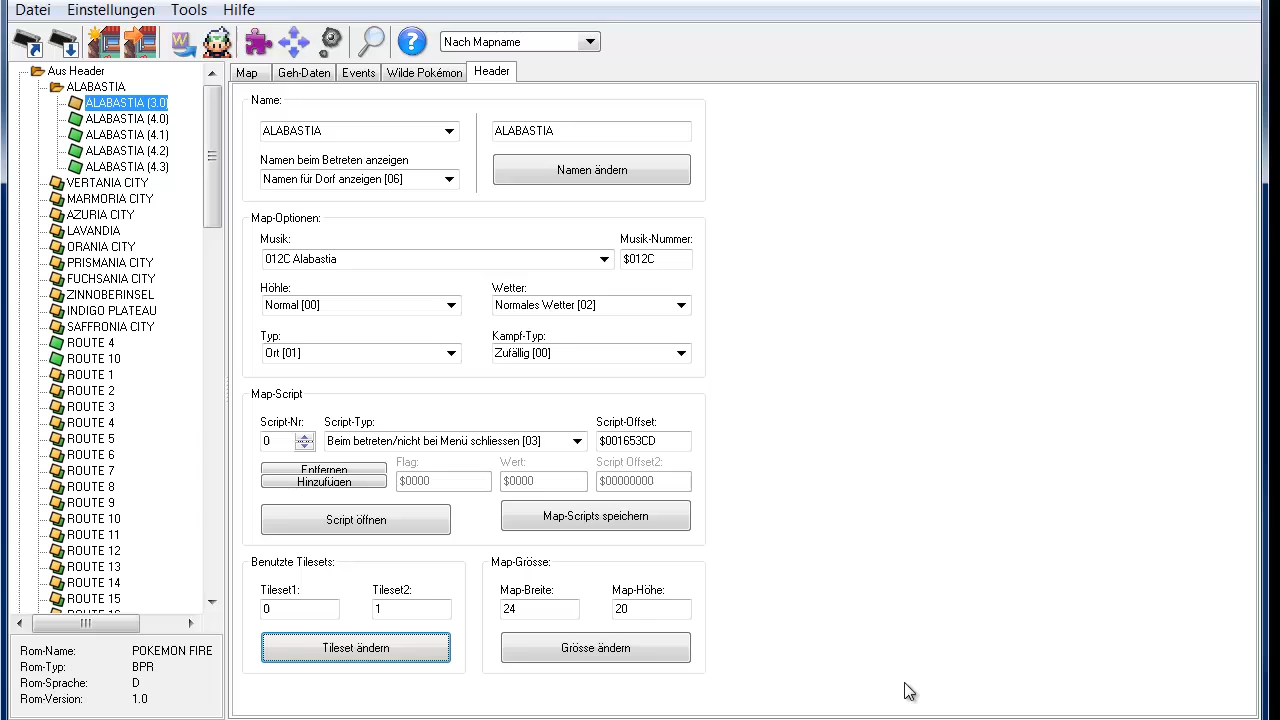 Datei Einstellungen Tools Hilfe
Nach Mapname
Aus Header
ALABASTIA
ALABASTIA (3.0)
ALABASTIA (4.0)
ALABASTIA (4.1)
ALABASTIA (4.2)
ALABASTIA (4.3)
VERTANIA CITY
MARMORIA CITY
AZURIA CITY
LAVANDIA
ORANIA CITY
PRISMANIA CITY
FUCHSANIA CITY
ZINNOBERINSEL
INDIGO PLATEAU
SAFFRONIA CITY
ROUTE 4
ROUTE 10
ROUTE 1
ROUTE 2
ROUTE 3
ROUTE 4
ROUTE 5
ROUTE 6
ROUTE 7
ROUTE 8
ROUTE 9
ROUTE 10
ROUTE 11
ROUTE 12
ROUTE 13
ROUTE 14
ROUTE 15
ROUTE 16
Rom-Name: POKEMON FIRE
Rom-Typ: BPR
Rom-Sprache: D
Rom-Version: 1.0
Map Geh-Daten Events Wilde Pokémon Header
Name:
ALABASTIA ALABASTIA
Namen beim Betreten anzeigen
Namen für Dorf anzeigen [06]
Namen ändern
Map-Optionen:
Musik: Musik-Nummer:
012C Alabastia $012C
Höhle: Wetter:
Normal [00] Normales Wetter [02]
Typ: Kampf-Typ:
Ort [01] Zufällig [00]
Map-Script
Script-Nr: Script-Typ: Script-Offset:
0 Beim betreten/nicht bei Menü schliessen [03] $001653CD
Entfernen Flag: Wert: Script Offset2:
Hinzufügen $0000 $0000 $00000000
Script öffnen Map-Scripts speichern
Benutzte Tilesets: Map-Grösse:
Tileset1: Tileset2: Map-Breite: Map-Höhe:
0 1 24 20
Tileset ändern Grösse ändern